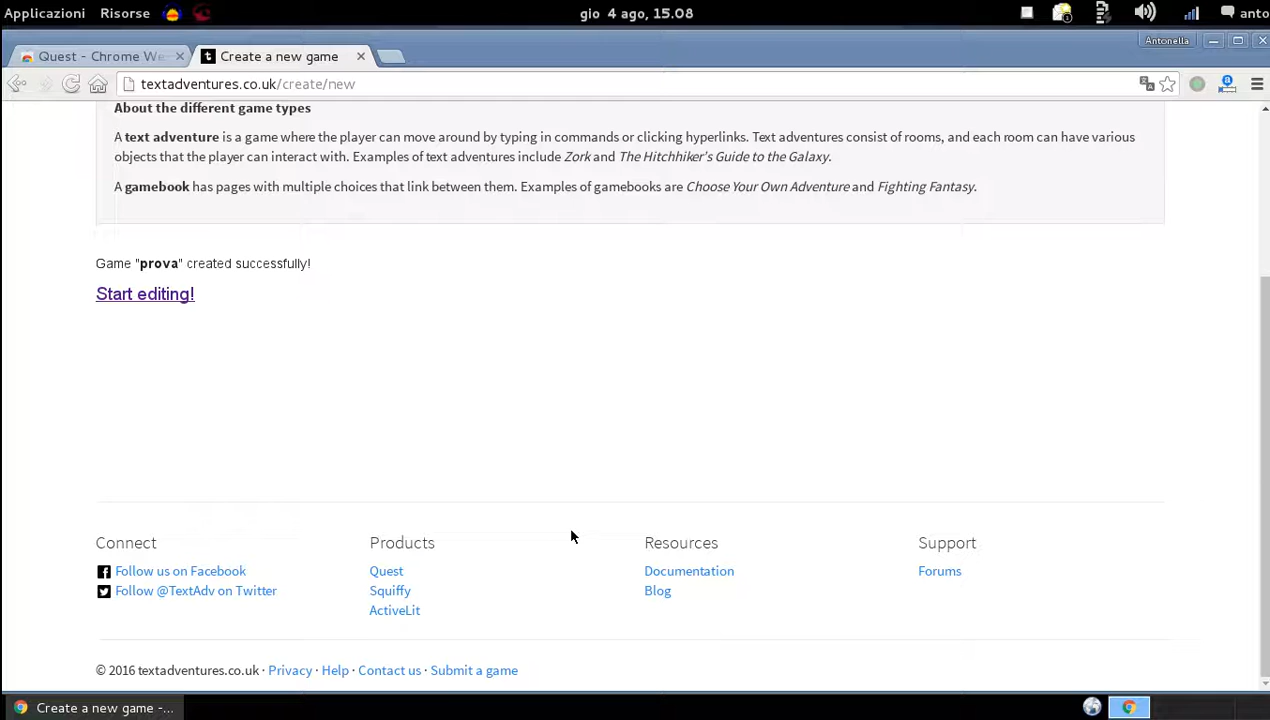 Applicazioni Risorse gio 4 ago, 15.08 anto
Quest - Chrome We Create a new game Antonella
textadventures.co.uk/create/new
About the different game types
A text adventure is a game where the player can move around by typing in commands or clicking hyperlinks. Text adventures consist of rooms, and each room can have various
objects that the player can interact with. Examples of text adventures include Zork and The Hitchhiker's Guide to the Galaxy.
A gamebook has pages with multiple choices that link between them. Examples of gamebooks are Choose Your Own Adventure and Fighting Fantasy.
Game "prova" created successfully!
Start editing!
Connect Products Resources Support
Follow us on Facebook Quest Documentation Forums
Follow @TextAdv on Twitter Squiffy Blog
ActiveLit
© 2016 textadventures.co.uk · Privacy · Help · Contact us · Submit a game
Create a new game -...